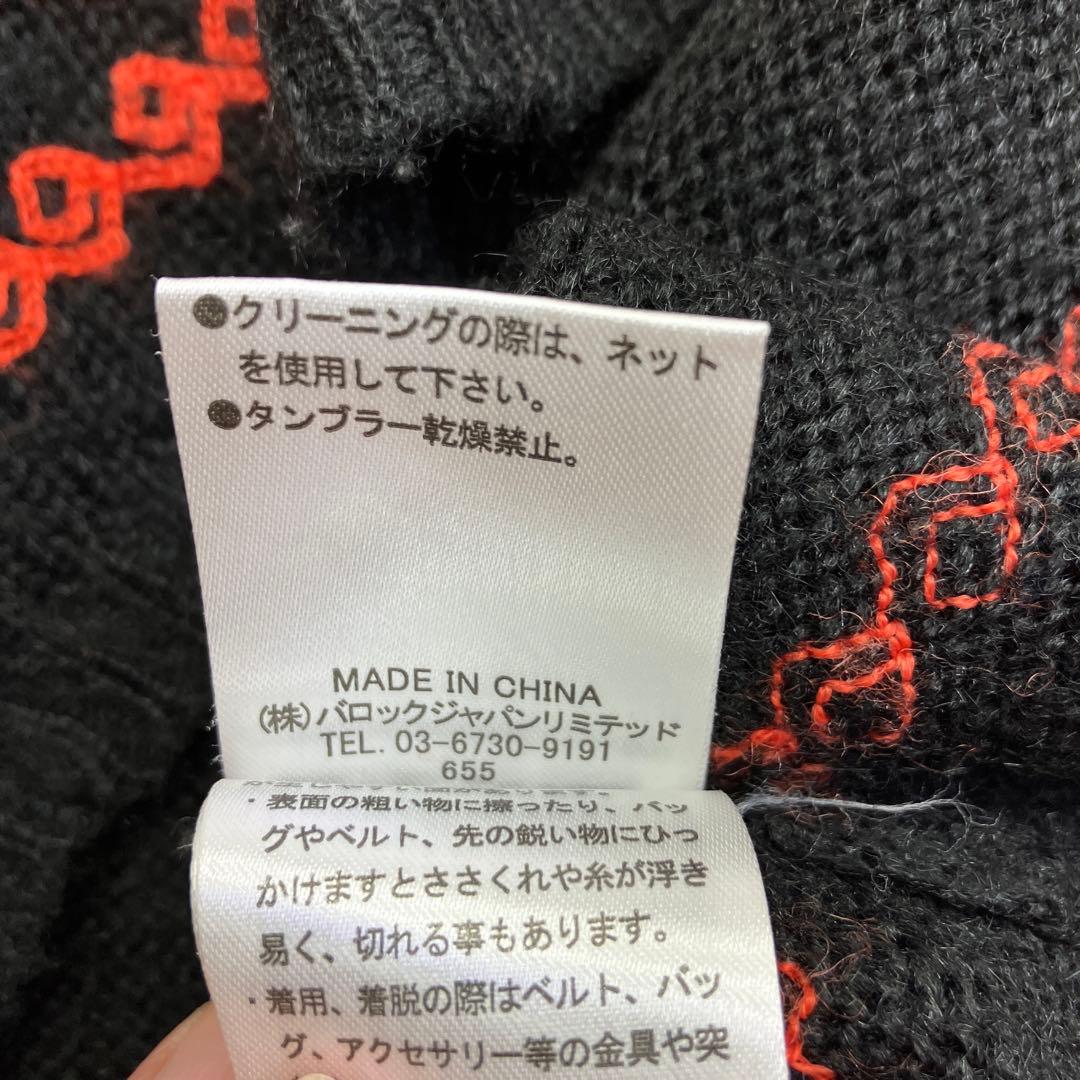 ●クリーニングの際は、ネット
を使用して下さい。
●タンブラー乾燥禁止。
MADE IN CHINA
(株)バロックジャパンリミテッド
TEL. 03-6730-9191
655
・表面の粗い物に擦ったり、バッ
グやベルト、先の鋭い物にひっ
かけますとささくれや糸が浮き
易く、切れる事もあります。
・着用、着脱の際はベルト、バッ
グ、アクセサリー等の金具や突